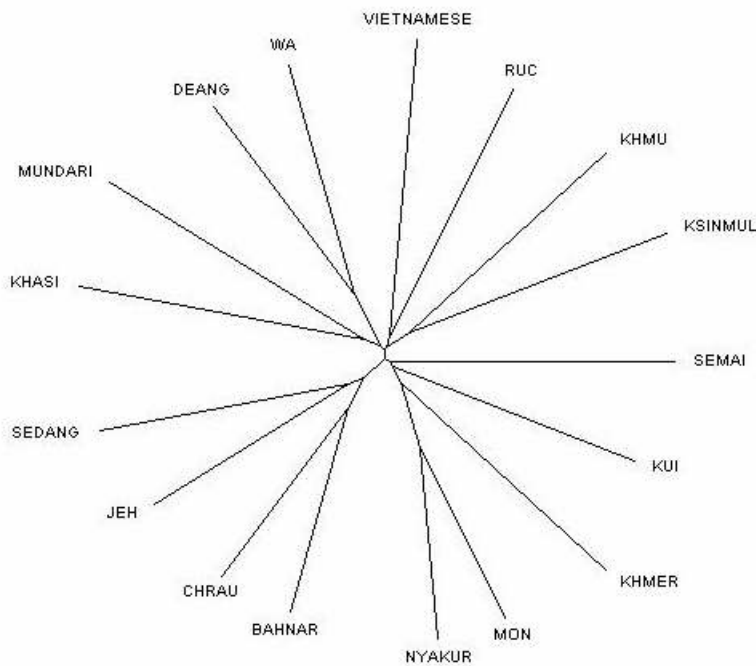 VIETNAMESE
WA
RUC
DEANG
KHMU
MUNDARI
KSINMUL
KHASI
SEMAI
SEDANG
KUI
JEH
KHMER
CHRAU
BAHNAR
MON
NYAKUR